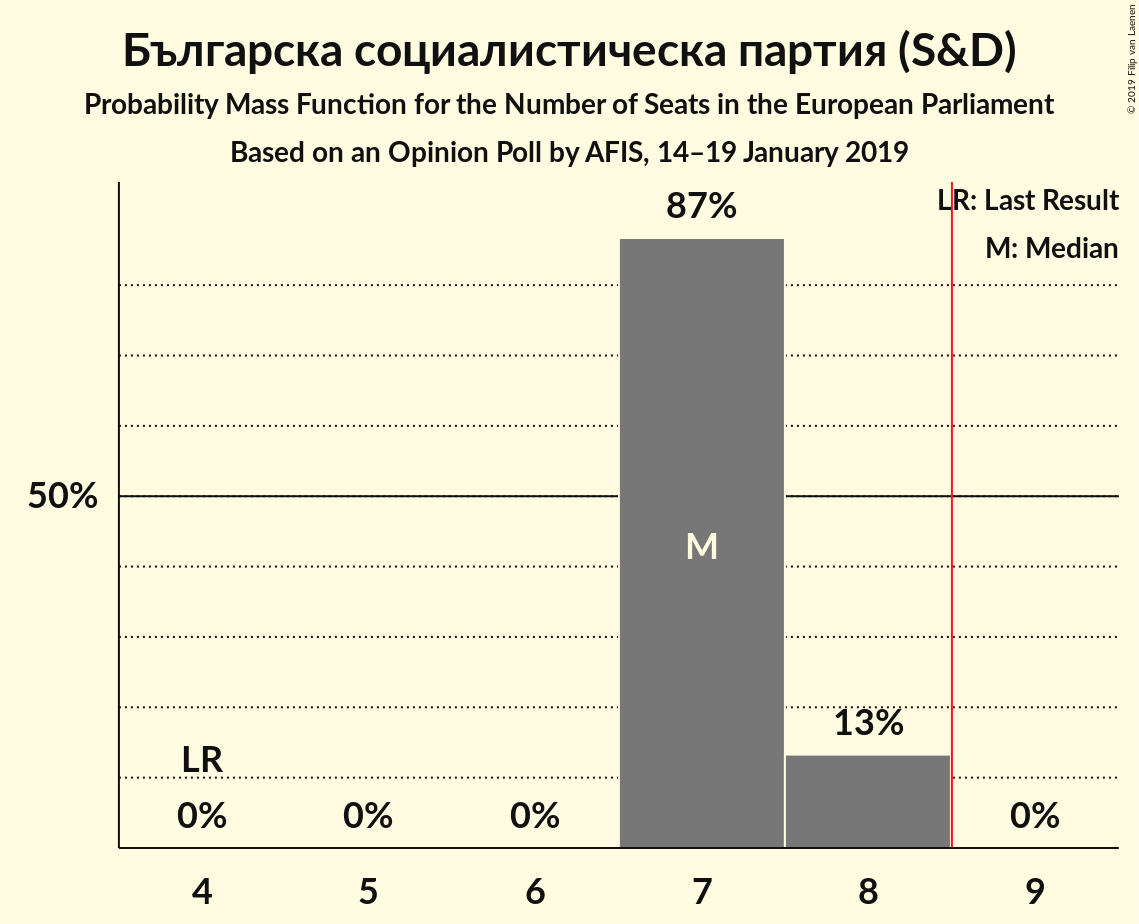 Българска социалистическа партия (S&D)
Probability Mass Function for the Number of Seats in the European Parliament
Based on an Opinion Poll by AFIS, 14–19 January 2019
© 2019 Filip van Laenen
LR: Last Result
M: Median
87%
50%
M
13%
LR
0% 0% 0% 0%
4 5 6 7 8 9